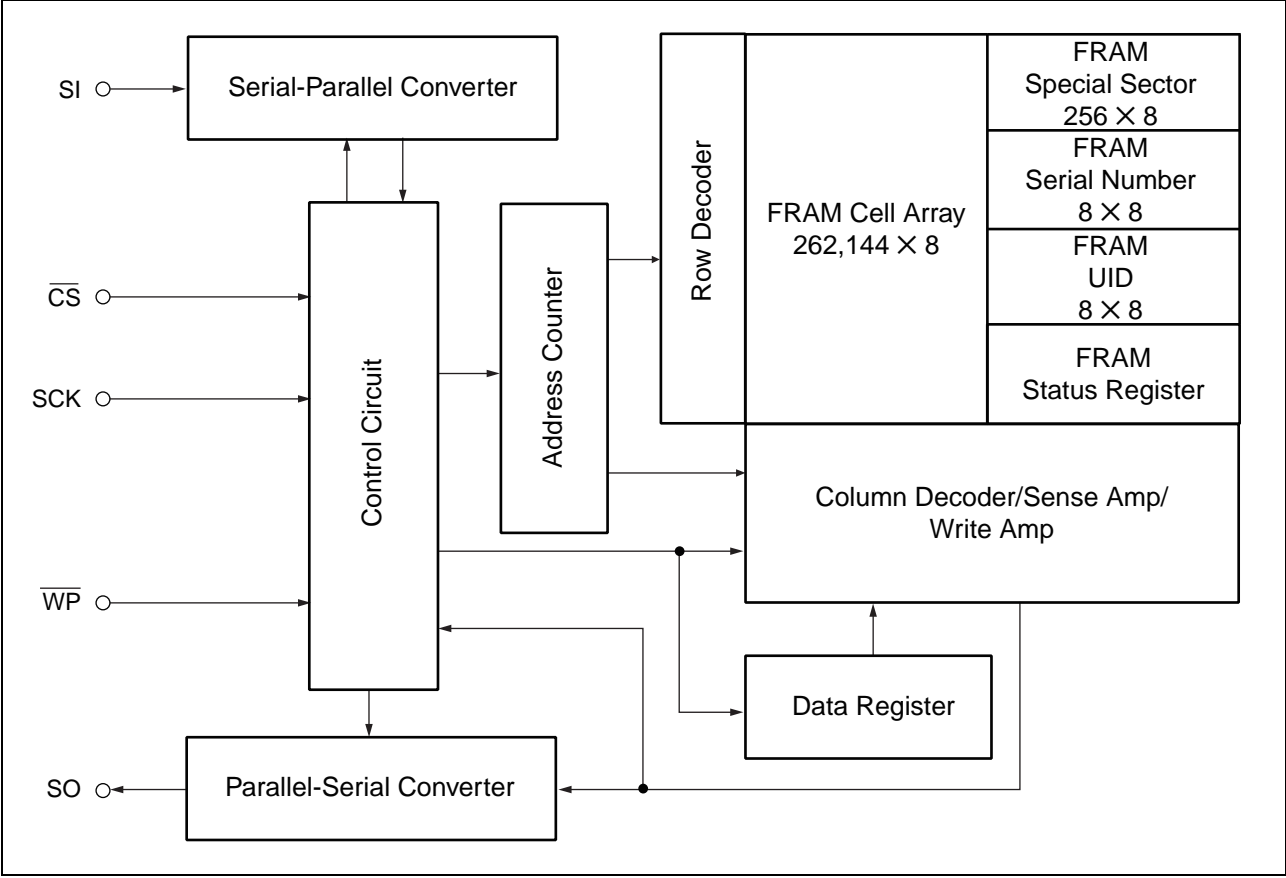 SI
Serial-Parallel Converter
CS
SCK
WP
SO
Control Circuit
Parallel-Serial Converter
Address Counter
Row Decoder
FRAM Cell Array
262,144 × 8
FRAM
Special Sector
256 × 8
FRAM
Serial Number
8 × 8
FRAM
UID
8 × 8
FRAM
Status Register
Column Decoder/Sense Amp/
Write Amp
Data Register